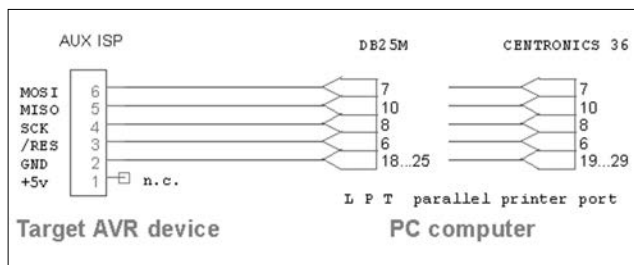 AUX ISP DB25M CENTRONICS 36
MOSI 6 7 7
MISO 5 10 10
SCK 4 8 8
/RES 3 6 6
GND 2 18...25 19...29
+5v 1 n.c.
L P T parallel printer port
Target AVR device PC computer